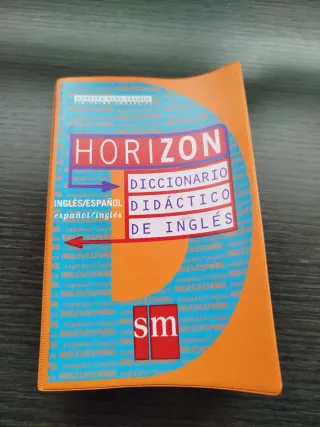 HORIZON
DICCIONARIO
INGLÉS/ESPAÑOL
DIDÁCTICO
español/inglés
DE INGLÉS
sm